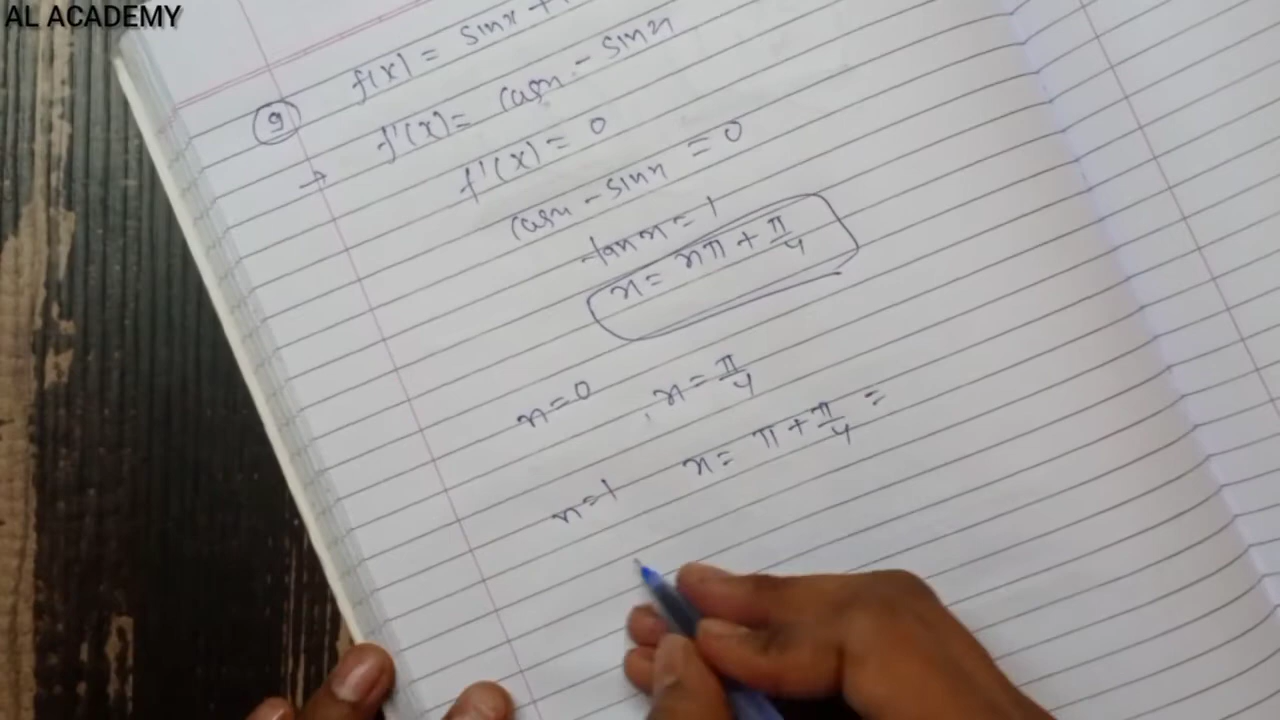 AL ACADEMY
9 f(x) = sinx +
→ f'(x) = cosx - sinx
f'(x) = 0
cosx - sinx = 0
tanx = 1
x = nπ + π/4
n=0 , x = π/4
n=1 x = π + π/4 =